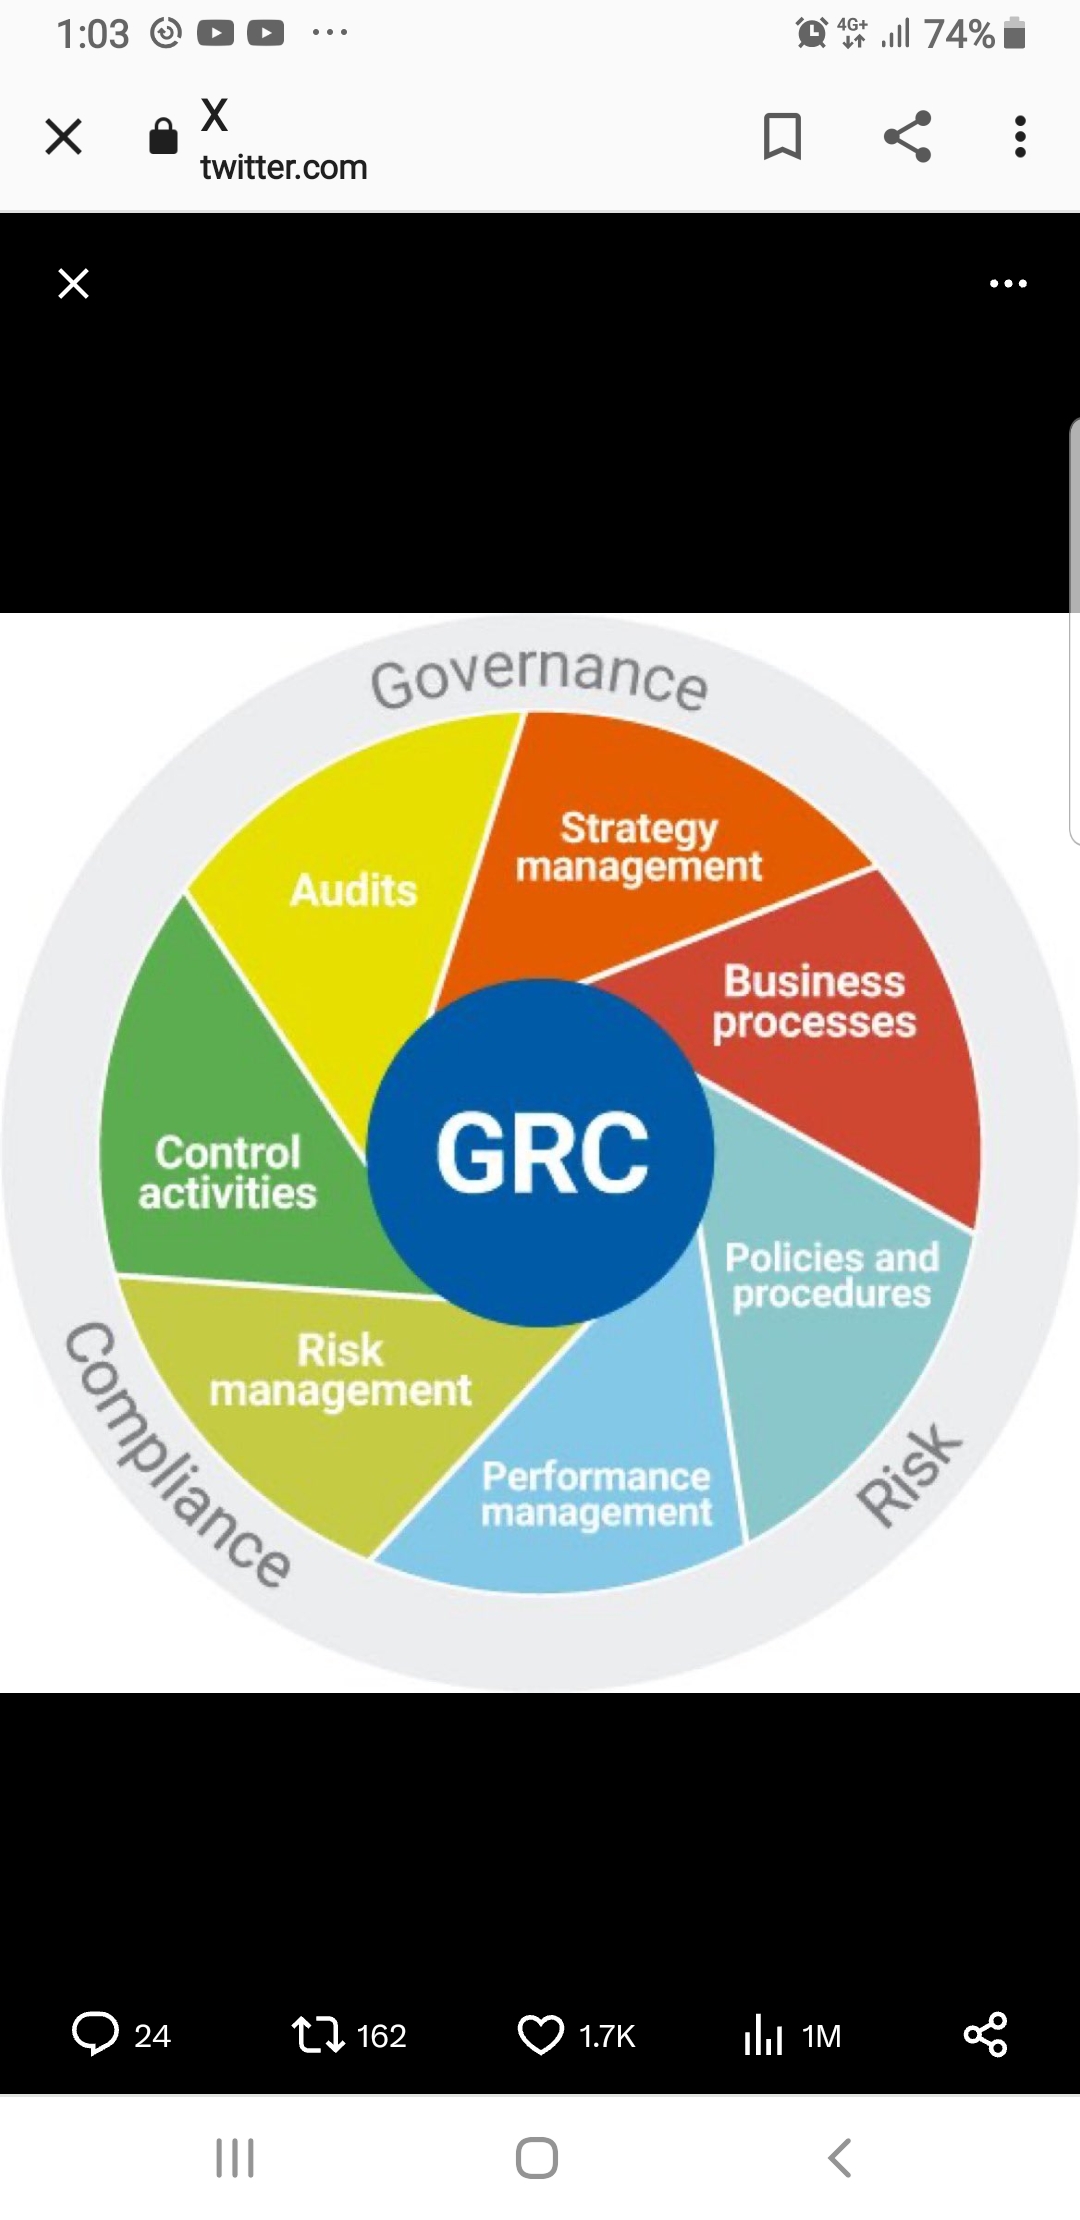 1:03
4G+
74%
X
twitter.com
Governance
Strategy
management
Audits
Business
processes
GRC
Control
activities
Policies and
procedures
Risk
management
Performance
management
Compliance
Risk
24
162
1.7K
1M